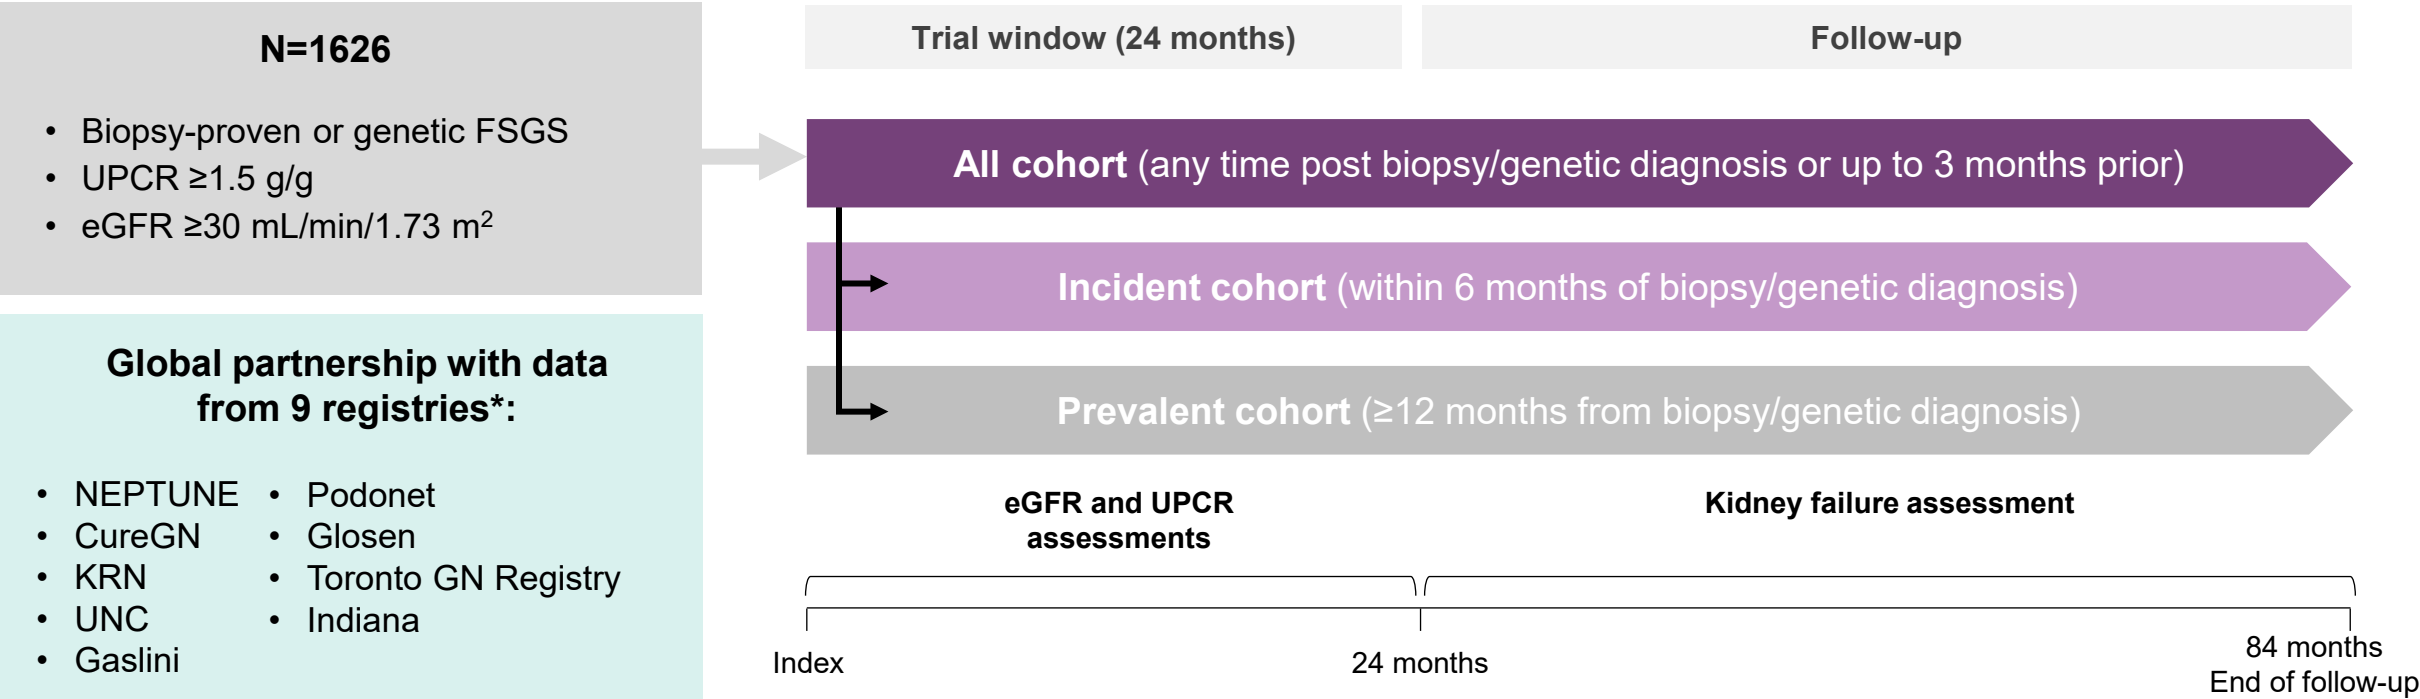 N=1626
• Biopsy-proven or genetic FSGS
• UPCR ≥1.5 g/g
• eGFR ≥30 mL/min/1.73 m²
Global partnership with data
from 9 registries*:
• NEPTUNE
• CureGN
• KRN
• UNC
• Gaslini
• Podonet
• Glosen
• Toronto GN Registry
• Indiana
Trial window (24 months)
Follow-up
All cohort (any time post biopsy/genetic diagnosis or up to 3 months prior)
Incident cohort (within 6 months of biopsy/genetic diagnosis)
Prevalent cohort (≥12 months from biopsy/genetic diagnosis)
eGFR and UPCR
assessments
Kidney failure assessment
Index
24 months
84 months
End of follow-up